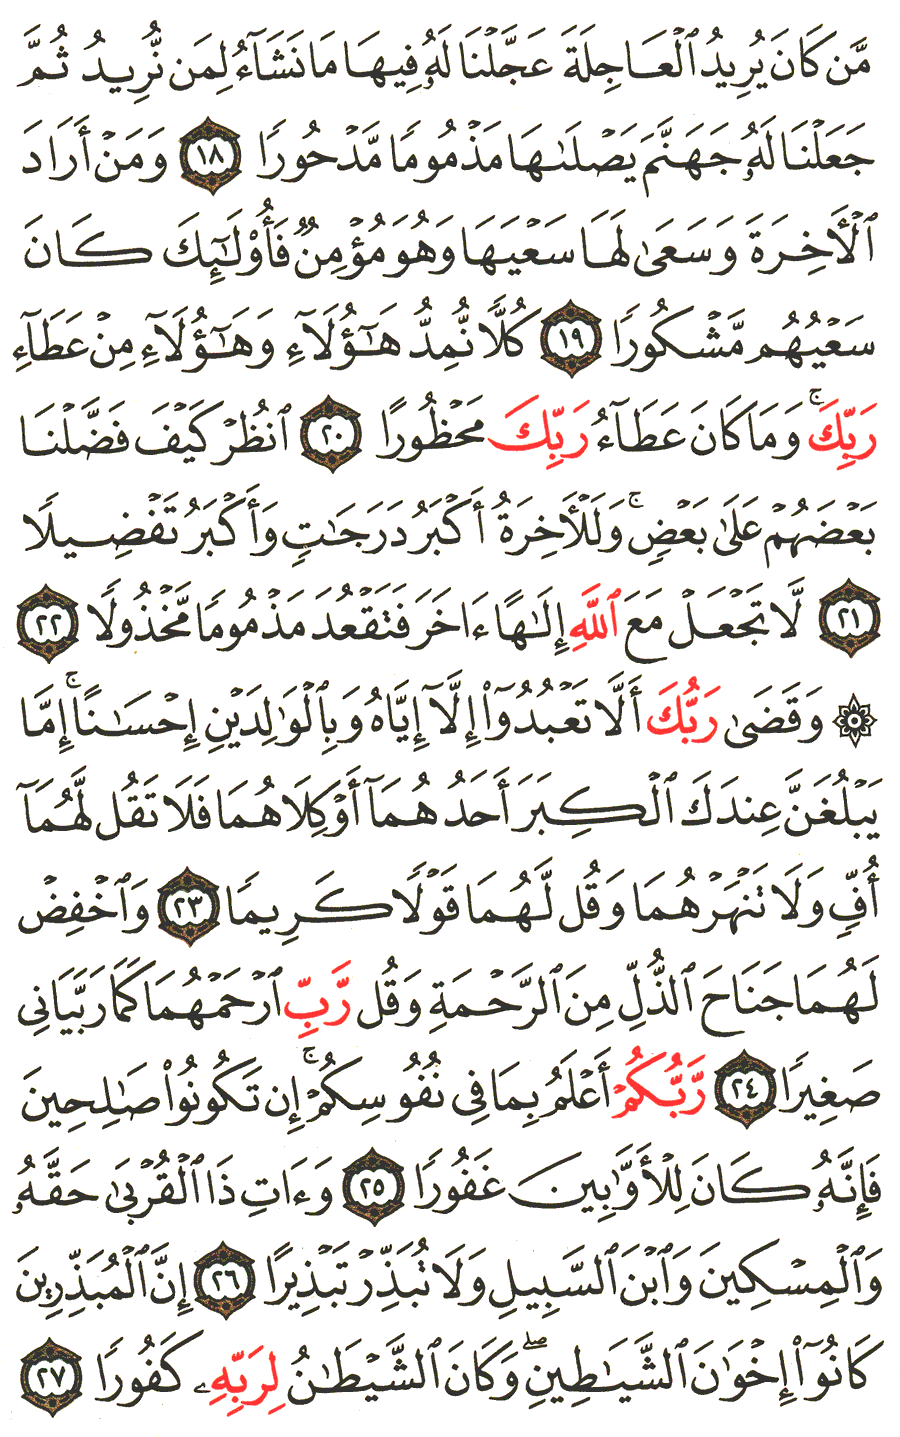 مَّن كَانَ يُرِيدُ ٱلْعَاجِلَةَ عَجَّلْنَا لَهُۥ فِيهَا مَا نَشَآءُ لِمَن نُّرِيدُ ثُمَّ
جَعَلْنَا لَهُۥ جَهَنَّمَ يَصْلَىٰهَا مَذْمُومًا مَّدْحُورًا ١٨ وَمَنْ أَرَادَ
ٱلْأَخِرَةَ وَسَعَىٰ لَهَا سَعْيَهَا وَهُوَ مُؤْمِنٌ فَأُو۟لَـٰٓئِكَ كَانَ
سَعْيُهُم مَّشْكُورًا ١٩ كُلًّا نُّمِدُّ هَـٰٓؤُلَآءِ وَهَـٰٓؤُلَآءِ مِنْ عَطَآءِ
رَبِّكَ ۚ وَمَا كَانَ عَطَآءُ رَبِّكَ مَحْظُورًا ٢٠ ٱنظُرْ كَيْفَ فَضَّلْنَا
بَعْضَهُمْ عَلَىٰ بَعْضٍ ۚ وَلَلْأَخِرَةُ أَكْبَرُ دَرَجَـٰتٍ وَأَكْبَرُ تَفْضِيلًا
٢١ لَّا تَجْعَلْ مَعَ ٱللَّهِ إِلَـٰهًا ءَاخَرَ فَتَقْعُدَ مَذْمُومًا مَّخْذُولًا ٢٢
۞ وَقَضَىٰ رَبُّكَ أَلَّا تَعْبُدُوٓا۟ إِلَّآ إِيَّاهُ وَبِٱلْوَٰلِدَيْنِ إِحْسَـٰنًا ۚ إِمَّا
يَبْلُغَنَّ عِندَكَ ٱلْكِبَرَ أَحَدُهُمَآ أَوْ كِلَاهُمَا فَلَا تَقُل لَّهُمَآ
أُفٍّ وَلَا تَنْهَرْهُمَا وَقُل لَّهُمَا قَوْلًا كَرِيمًا ٢٣ وَٱخْفِضْ
لَهُمَا جَنَاحَ ٱلذُّلِّ مِنَ ٱلرَّحْمَةِ وَقُل رَّبِّ ٱرْحَمْهُمَا كَمَا رَبَّيَانِى
صَغِيرًا ٢٤ رَّبُّكُمْ أَعْلَمُ بِمَا فِى نُفُوسِكُمْ ۚ إِن تَكُونُوا۟ صَـٰلِحِينَ
فَإِنَّهُۥ كَانَ لِلْأَوَّٰبِينَ غَفُورًا ٢٥ وَءَاتِ ذَا ٱلْقُرْبَىٰ حَقَّهُۥ
وَٱلْمِسْكِينَ وَٱبْنَ ٱلسَّبِيلِ وَلَا تُبَذِّرْ تَبْذِيرًا ٢٦ إِنَّ ٱلْمُبَذِّرِينَ
كَانُوٓا۟ إِخْوَٰنَ ٱلشَّيَـٰطِينِ ۖ وَكَانَ ٱلشَّيْطَـٰنُ لِرَبِّهِۦ كَفُورًا ٢٧